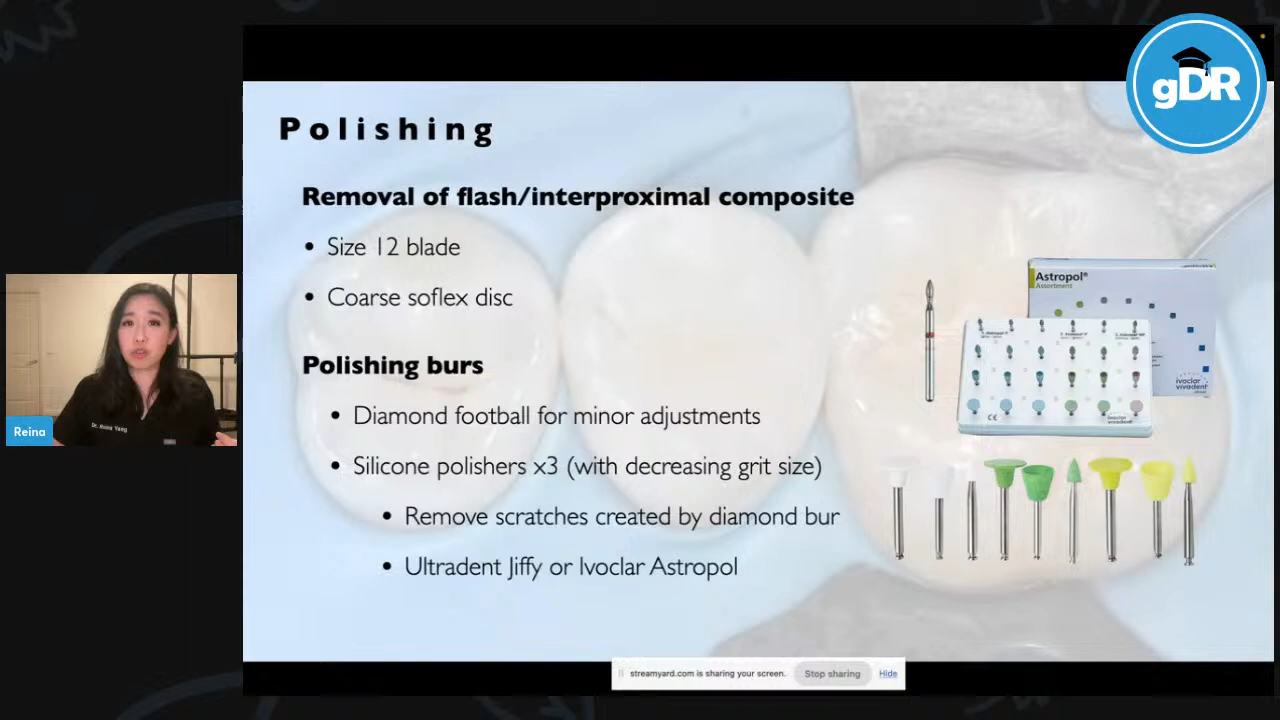 gDR
Polishing
Removal of flash/interproximal composite
• Size 12 blade
• Coarse soflex disc
Polishing burs
• Diamond football for minor adjustments
• Silicone polishers x3 (with decreasing grit size)
• Remove scratches created by diamond bur
• Ultradent Jiffy or Ivoclar Astropol
Astropol®
Assortment
ivoclar
vivadent
CE
Dr. Reina Yang
Reina
streamyard.com is sharing your screen.
Stop sharing
Hide